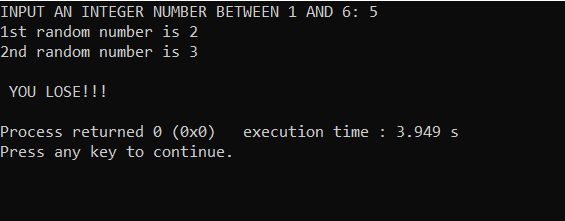 INPUT AN INTEGER NUMBER BETWEEN 1 AND 6: 5
1st random number is 2
2nd random number is 3
YOU LOSE!!!
Process returned 0 (0x0)   execution time : 3.949 s
Press any key to continue.